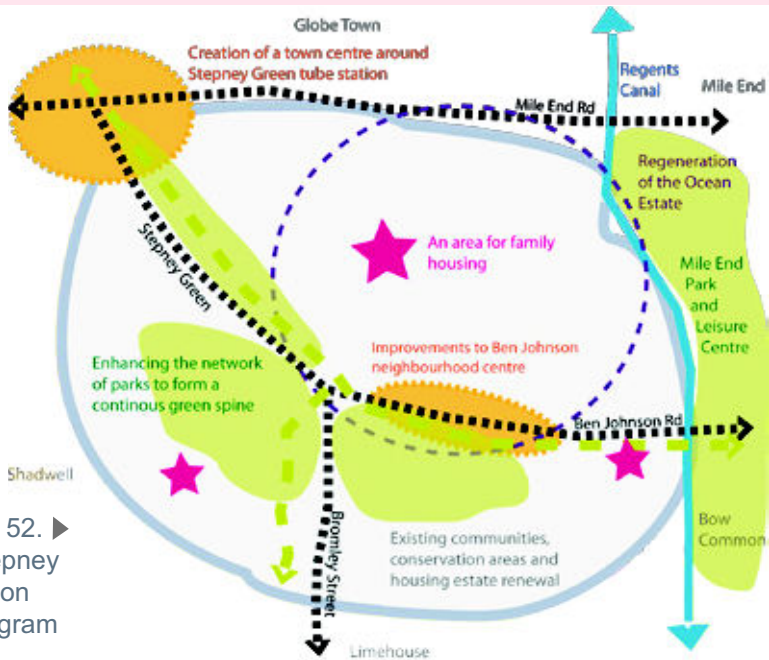 Globe Town
Creation of a town centre around
Stepney Green tube station
Regents
Canal
Mile End
Mile End Rd
Regeneration
of the Ocean
Estate
Stepney Green
An area for family
housing
Mile End
Park
and
Leisure
Centre
Enhancing the network
of parks to form a
continous green spine
Improvements to Ben Johnson
neighbourhood centre
Ben Johnson Rd
Shadwell
52.
epney
on
gram
Bromley Street
Existing communities,
conservation areas and
housing estate renewal
Bow
Common
Limehouse